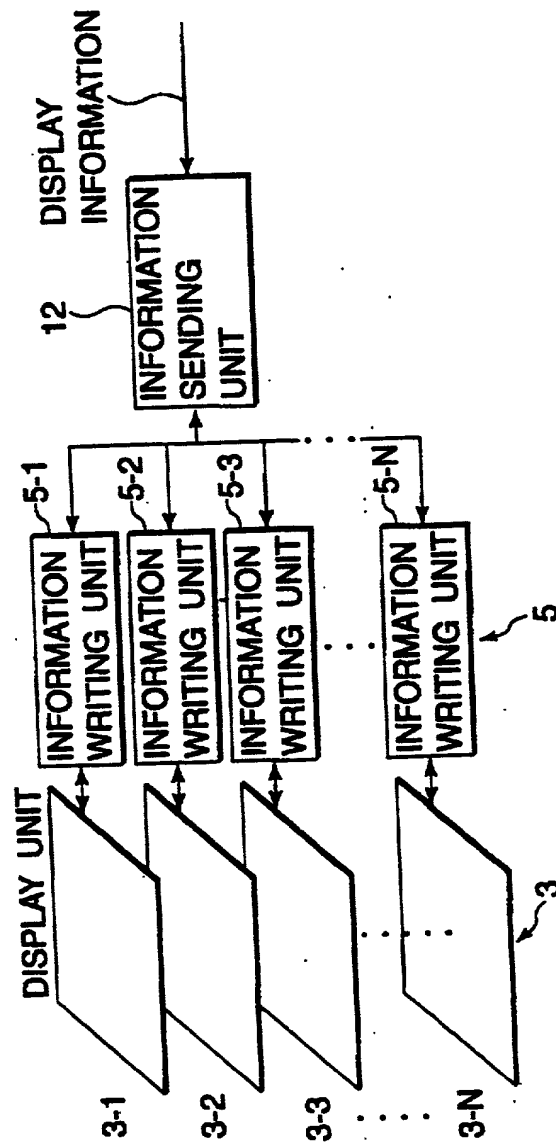 DISPLAY UNIT
3-1
3-2
3-3
3-N
3
INFORMATION
WRITING UNIT
5-1
INFORMATION
WRITING UNIT
5-2
INFORMATION
WRITING UNIT
5-3
INFORMATION
WRITING UNIT
5-N
5
12
INFORMATION
SENDING
UNIT
DISPLAY
INFORMATION